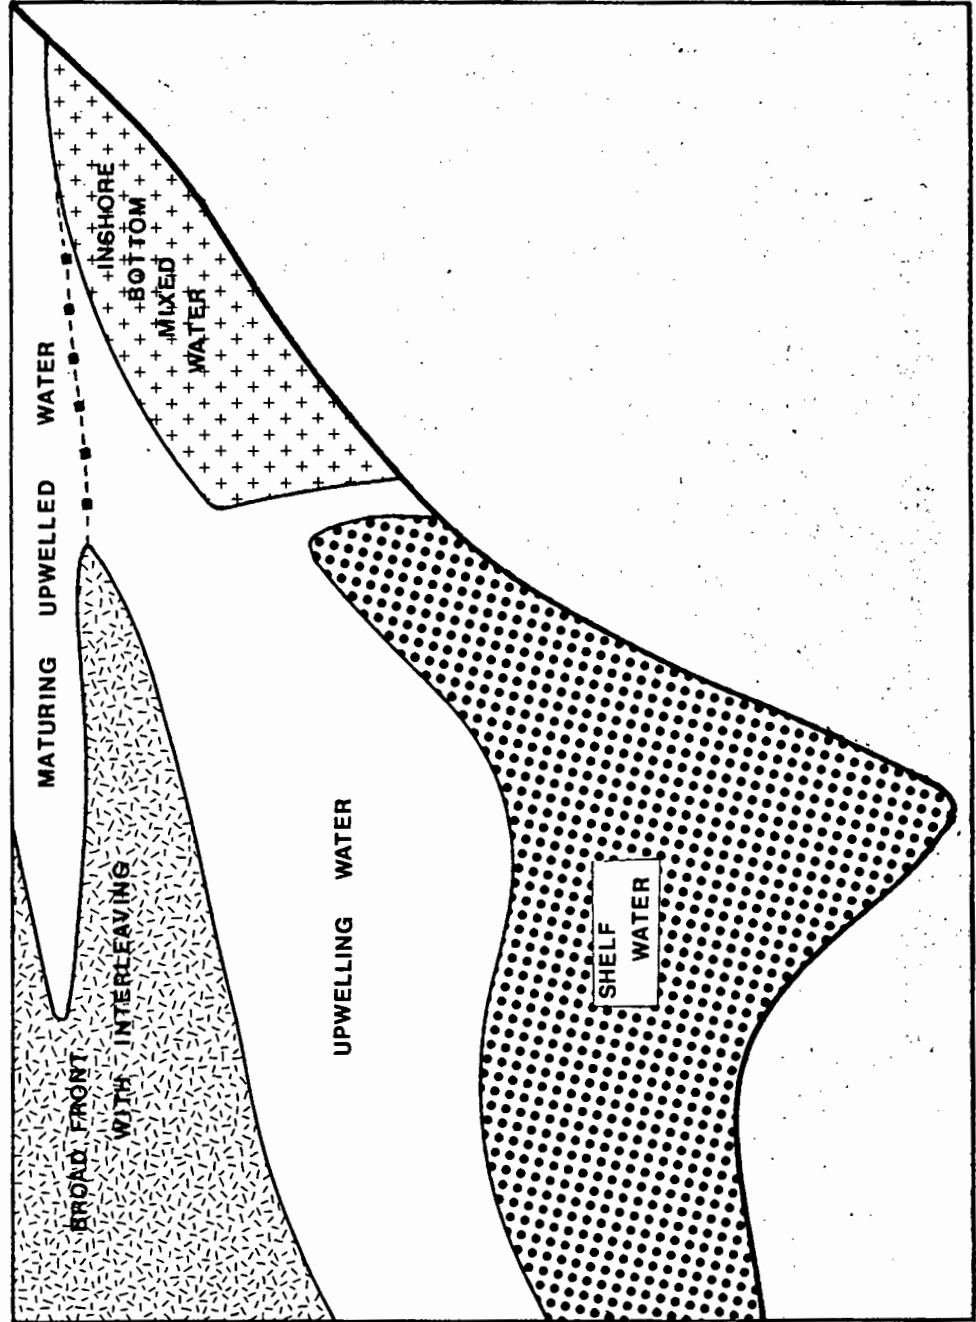 MATURING UPWELLED WATER
INSHORE
BOTTOM
MIXED
WATER
BROAD FRONT
WITH INTERLEAVING
UPWELLING WATER
SHELF
WATER